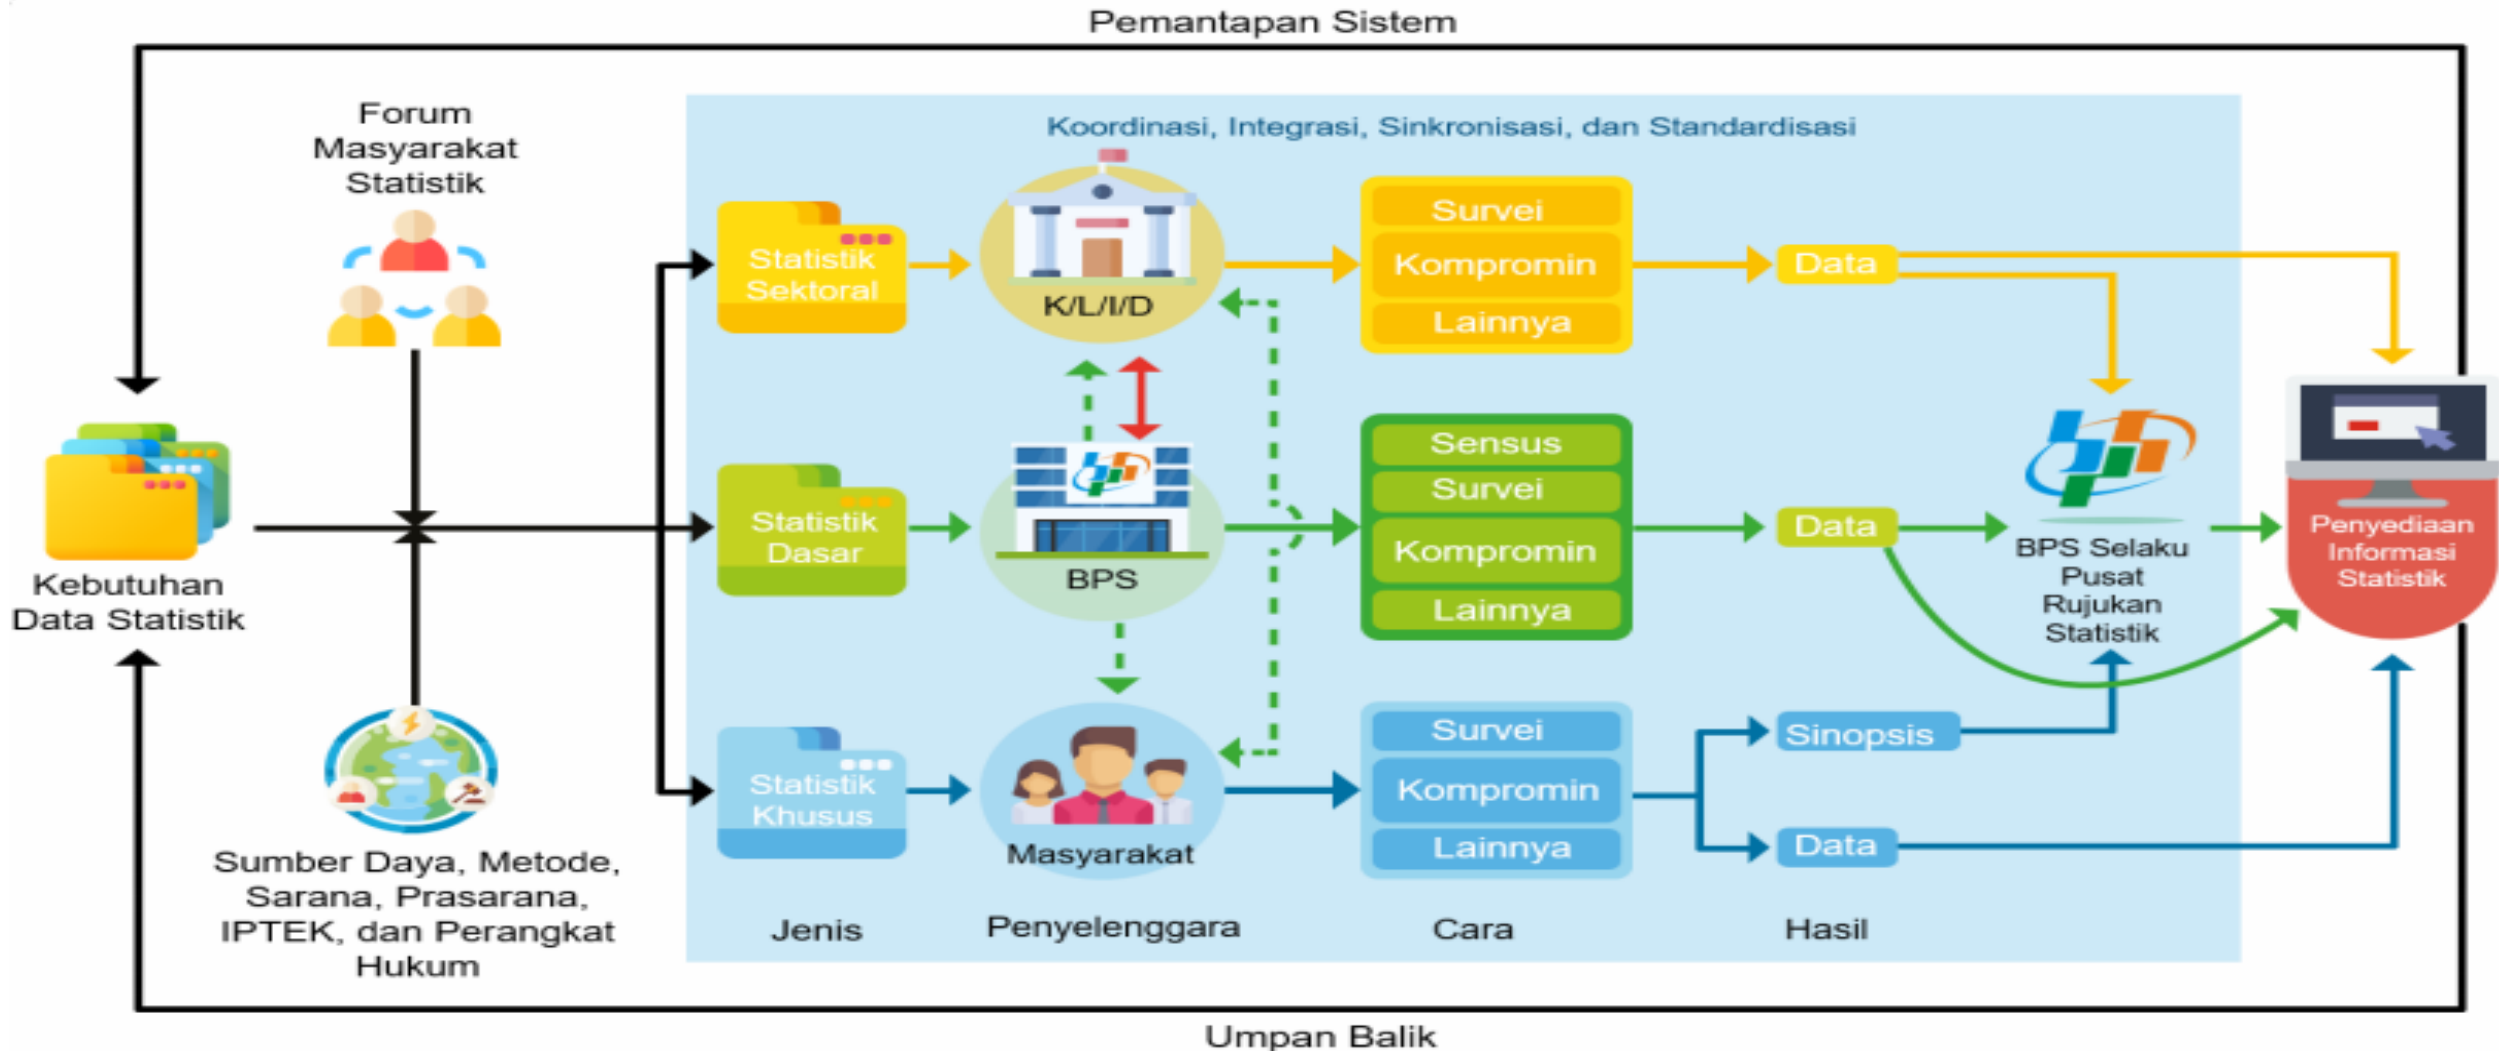 Pemantapan Sistem
Forum
Masyarakat
Statistik
Koordinasi, Integrasi, Sinkronisasi, dan Standardisasi
Kebutuhan
Data Statistik
Sumber Daya, Metode,
Sarana, Prasarana,
IPTEK, dan Perangkat
Hukum
Statistik
Sektoral
K/L/I/D
Survei
Kompromin
Lainnya
Data
Statistik
Dasar
BPS
Sensus
Survei
Kompromin
Lainnya
Data
BPS Selaku
Pusat
Rujukan
Statistik
Penyediaan
Informasi
Statistik
Statistik
Khusus
Masyarakat
Survei
Kompromin
Lainnya
Sinopsis
Data
Jenis
Penyelenggara
Cara
Hasil
Umpan Balik